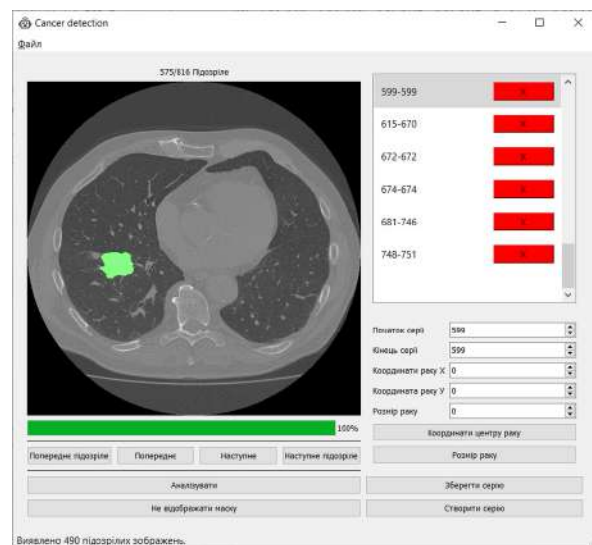 Cancer detection
Файл
575/816 Підозріле
599-599
X
615-670
X
672-672
X
674-674
X
681-746
X
748-751
X
Початок серії 599
Кінець серії 599
Координати раку X 0
Координата раку У 0
Розмір раку 0
100%
Координати центру раку
Попереднє підозріле Попереднє Наступне Наступне підозріле
Розмір раку
Аналізувати
Зберегти серію
Не відображати маску
Створити серію
Виявлено 490 підозрілих зображень.